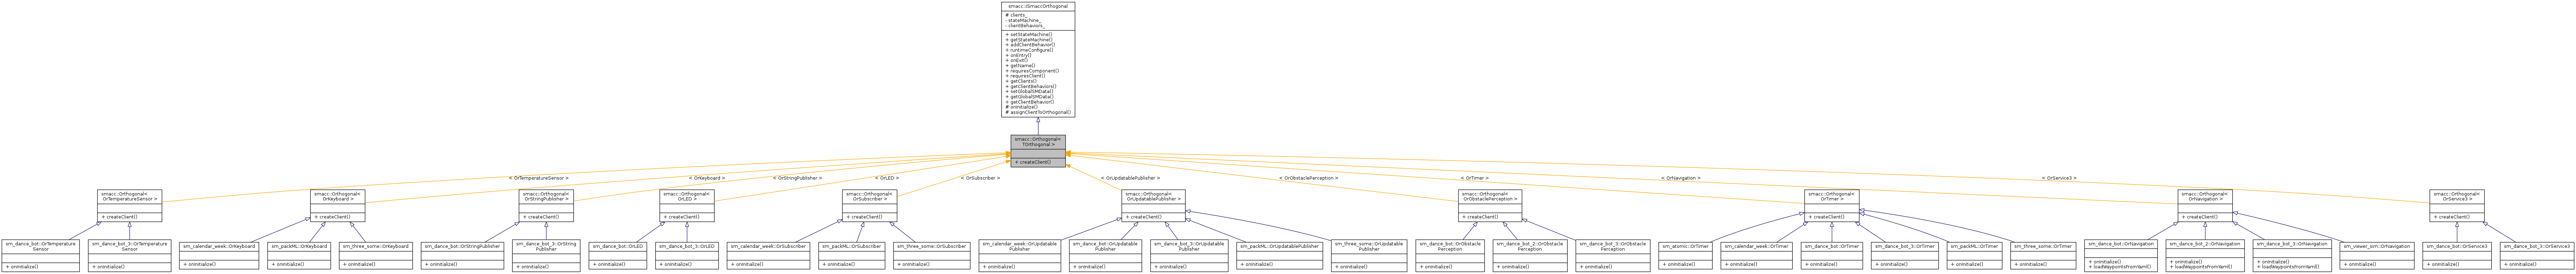 smacc::ISmaccOrthogonal
# clients_
- stateMachine_
- clientBehaviors_
+ setStateMachine()
+ getStateMachine()
+ addClientBehavior()
+ runtimeConfigure()
+ onEntry()
+ onExit()
+ getName()
+ requiresComponent()
+ requiresClient()
+ getClients()
+ getClientBehaviors()
+ setGlobalSMData()
+ getGlobalSMData()
+ getClientBehavior()
# onInitialize()
# assignClientToOrthogonal()
smacc::Orthogonal<
TOrthogonal >
+ createClient()
< OrTemperatureSensor >
< OrKeyboard >
< OrStringPublisher >
< OrLED >
< OrSubscriber >
< OrUpdatablePublisher >
< OrObstaclePerception >
< OrTimer >
< OrNavigation >
< OrService3 >
smacc::Orthogonal<
OrTemperatureSensor >
+ createClient()
smacc::Orthogonal<
OrKeyboard >
+ createClient()
smacc::Orthogonal<
OrStringPublisher >
+ createClient()
smacc::Orthogonal<
OrLED >
+ createClient()
smacc::Orthogonal<
OrSubscriber >
+ createClient()
smacc::Orthogonal<
OrUpdatablePublisher >
+ createClient()
smacc::Orthogonal<
OrObstaclePerception >
+ createClient()
smacc::Orthogonal<
OrTimer >
+ createClient()
smacc::Orthogonal<
OrNavigation >
+ createClient()
smacc::Orthogonal<
OrService3 >
+ createClient()
sm_dance_bot::OrTemperature
Sensor
+ onInitialize()
sm_dance_bot_3::OrTemperature
Sensor
+ onInitialize()
sm_calendar_week::OrKeyboard
+ onInitialize()
sm_packML::OrKeyboard
+ onInitialize()
sm_three_some::OrKeyboard
+ onInitialize()
sm_dance_bot::OrStringPublisher
+ onInitialize()
sm_dance_bot_3::OrString
Publisher
+ onInitialize()
sm_dance_bot::OrLED
+ onInitialize()
sm_dance_bot_3::OrLED
+ onInitialize()
sm_calendar_week::OrSubscriber
+ onInitialize()
sm_packML::OrSubscriber
+ onInitialize()
sm_three_some::OrSubscriber
+ onInitialize()
sm_calendar_week::OrUpdatable
Publisher
+ onInitialize()
sm_dance_bot::OrUpdatable
Publisher
+ onInitialize()
sm_dance_bot_3::OrUpdatable
Publisher
+ onInitialize()
sm_packML::OrUpdatablePublisher
+ onInitialize()
sm_three_some::OrUpdatable
Publisher
+ onInitialize()
sm_dance_bot::OrObstacle
Perception
+ onInitialize()
sm_dance_bot_2::OrObstacle
Perception
+ onInitialize()
sm_dance_bot_3::OrObstacle
Perception
+ onInitialize()
sm_atomic::OrTimer
+ onInitialize()
sm_calendar_week::OrTimer
+ onInitialize()
sm_dance_bot::OrTimer
+ onInitialize()
sm_dance_bot_3::OrTimer
+ onInitialize()
sm_packML::OrTimer
+ onInitialize()
sm_three_some::OrTimer
+ onInitialize()
sm_dance_bot::OrNavigation
+ onInitialize()
+ loadWaypointsFromYaml()
sm_dance_bot_2::OrNavigation
+ onInitialize()
+ loadWaypointsFromYaml()
sm_dance_bot_3::OrNavigation
+ onInitialize()
+ loadWaypointsFromYaml()
sm_viewer_sim::OrNavigation
+ onInitialize()
sm_dance_bot::OrService3
+ onInitialize()
sm_dance_bot_3::OrService3
+ onInitialize()